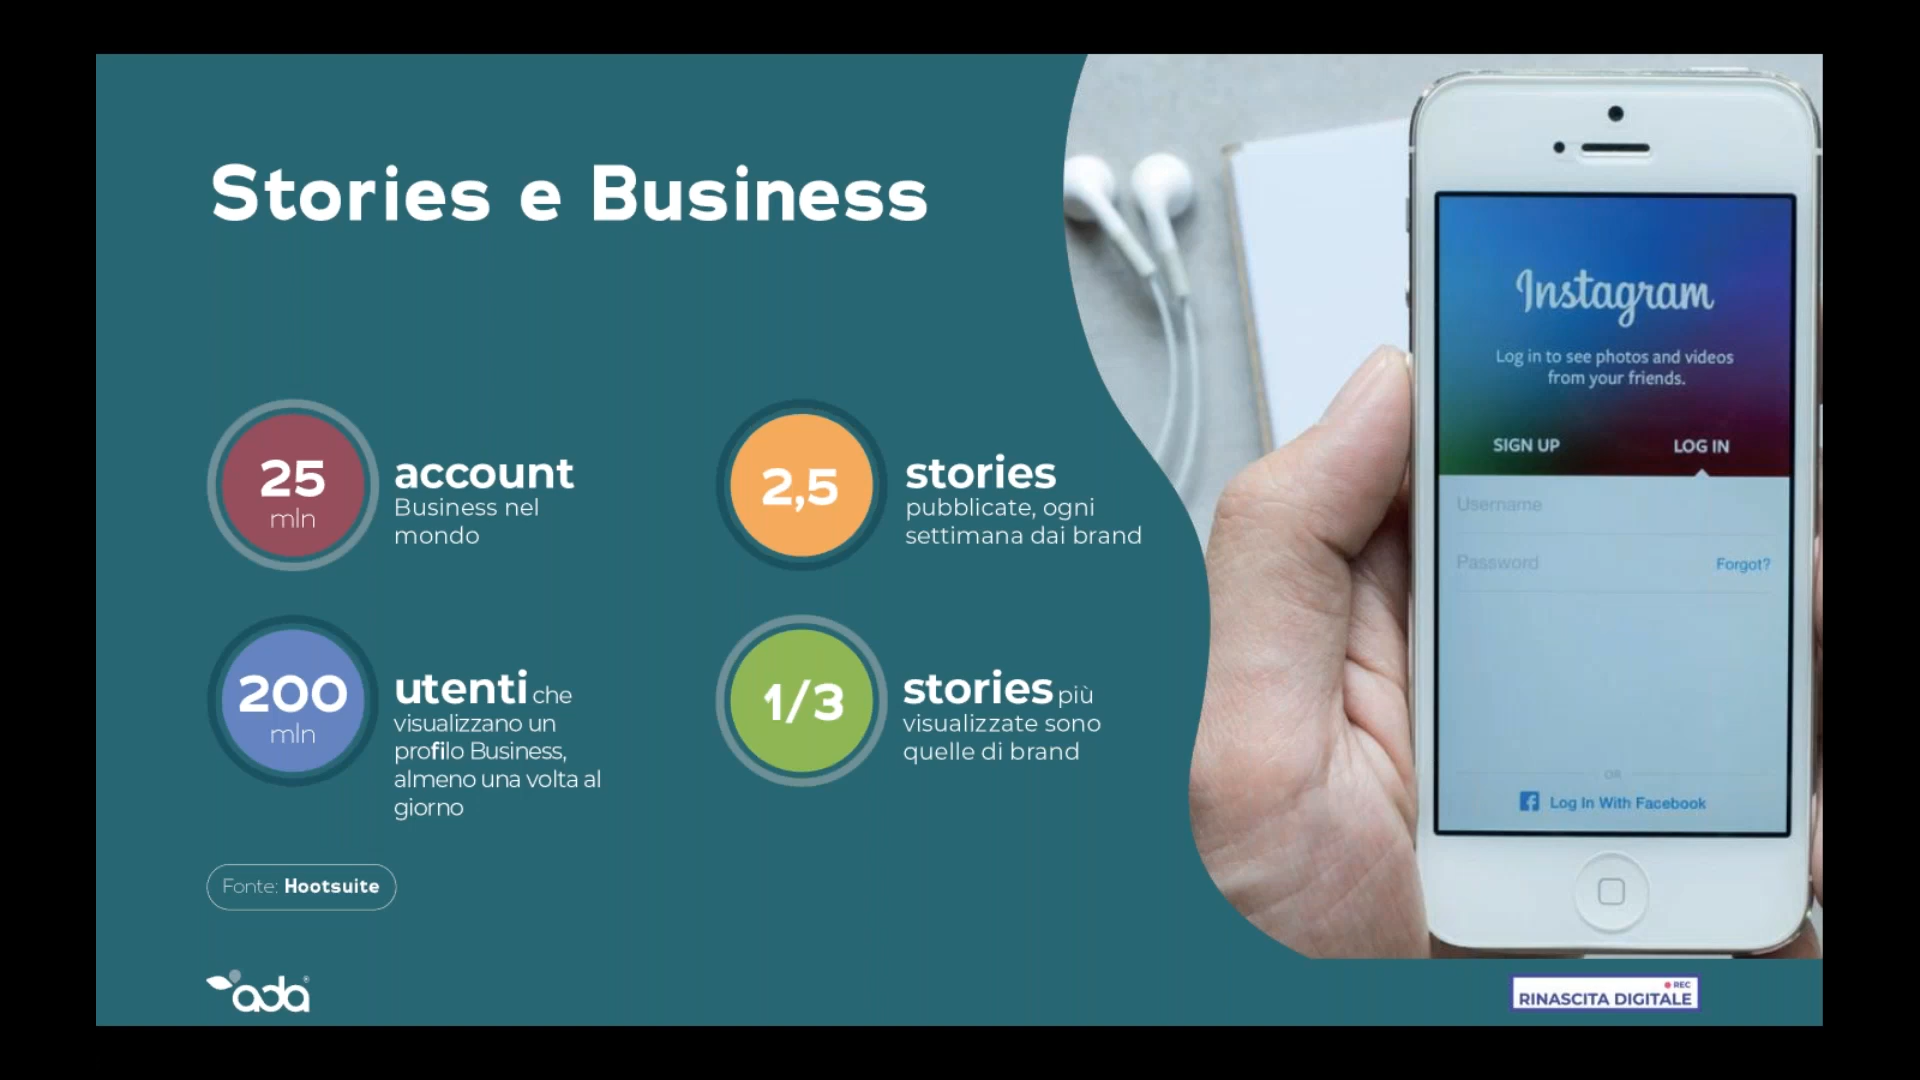 Stories e Business
25
mln
account
Business nel
mondo
2,5
stories
pubblicate, ogni
settimana dai brand
200
mln
utenti che
visualizzano un
profilo Business,
almeno una volta al
giorno
1/3
stories più
visualizzate sono
quelle di brand
Fonte: Hootsuite
ada
REC
RINASCITA DIGITALE
Instagram
Log in to see photos and videos
from your friends.
SIGN UP
LOG IN
Username
Password
Forgot?
OR
Log In With Facebook